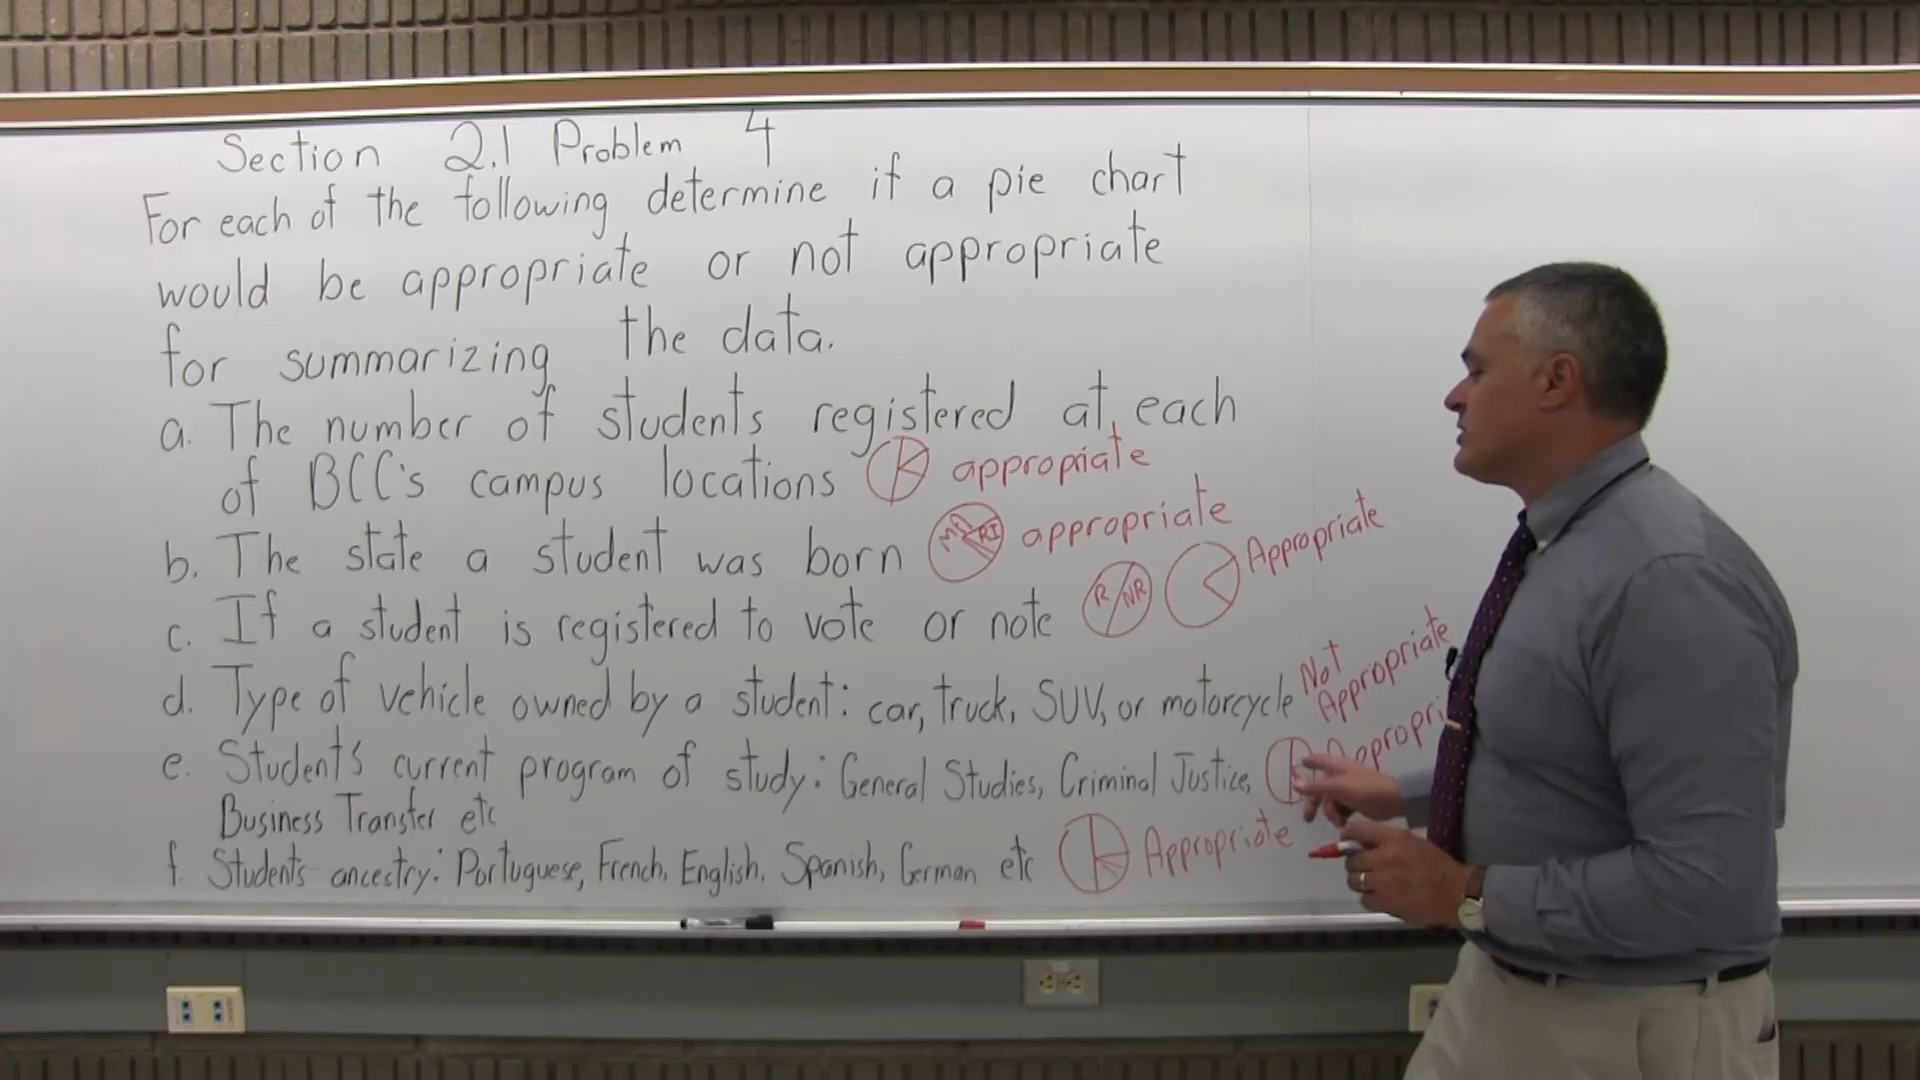 Section 2.1 Problem 4
For each of the following determine if a pie chart
would be appropriate or not appropriate
for summarizing the data.
a. The number of students registered at each
of BCC's campus locations appropriate
b. The state a student was born MA RI appropriate
c. If a student is registered to vote or note R/NR Appropriate
d. Type of vehicle owned by a student: car, truck, SUV, or motorcycle Not
Appropriate
e. Student's current program of study: General Studies, Criminal Justice,
Business Transfer etc
f. Students ancestry: Portuguese, French, English, Spanish, German etc Appropriate